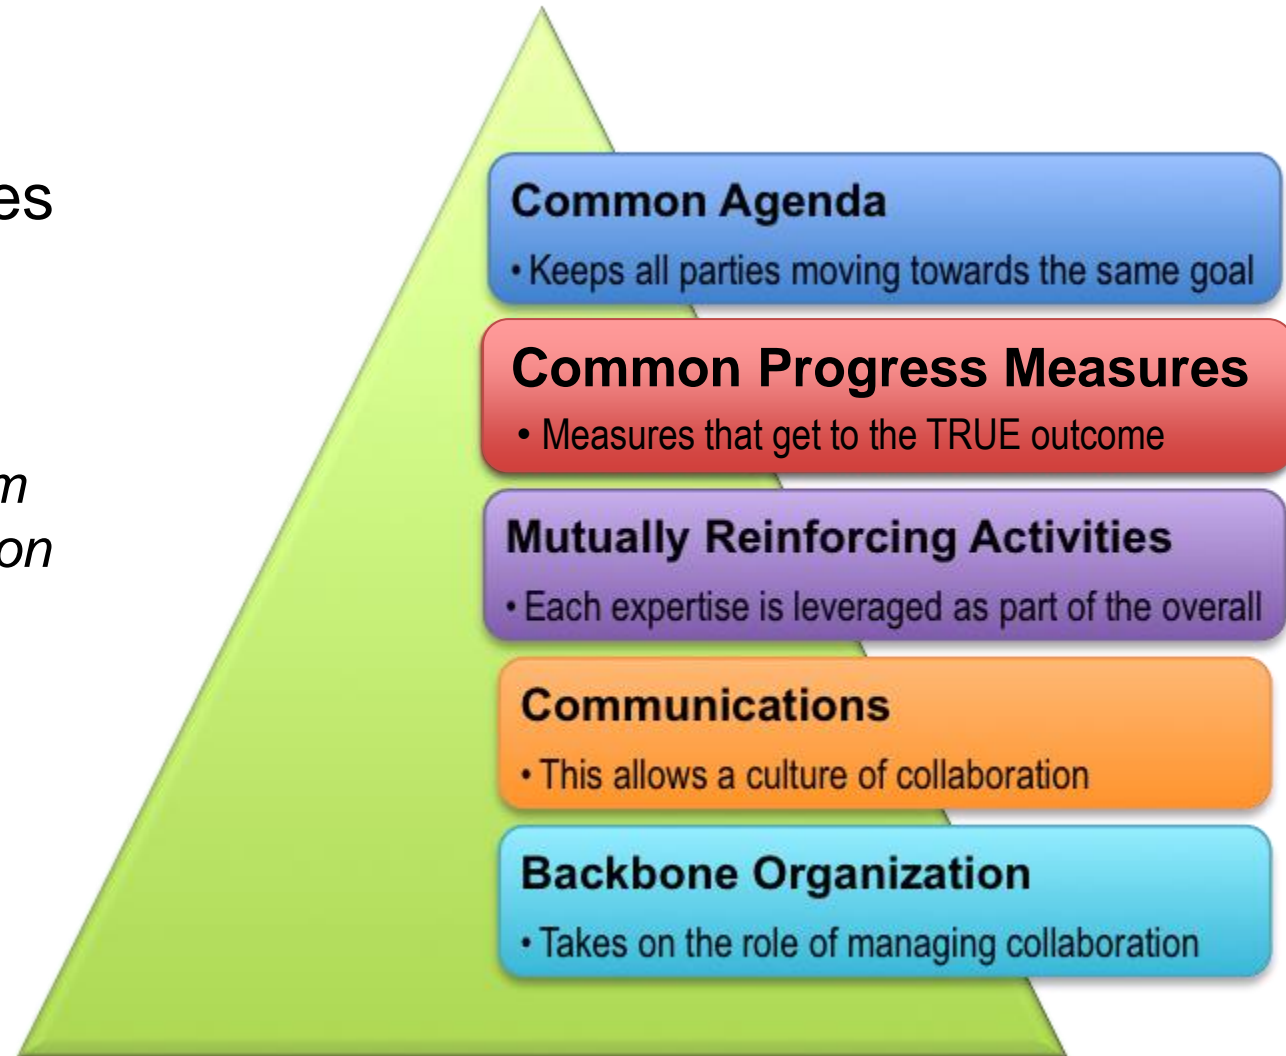 es
m
on
Common Agenda
• Keeps all parties moving towards the same goal
Common Progress Measures
• Measures that get to the TRUE outcome
Mutually Reinforcing Activities
• Each expertise is leveraged as part of the overall
Communications
• This allows a culture of collaboration
Backbone Organization
• Takes on the role of managing collaboration